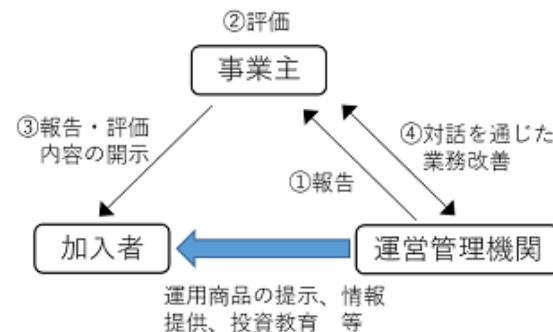 ②評価
事業主
③報告・評価
内容の開示
④対話を通じた
業務改善
①報告
加入者
運営管理機関
運用商品の提示、情報
提供、投資教育　等